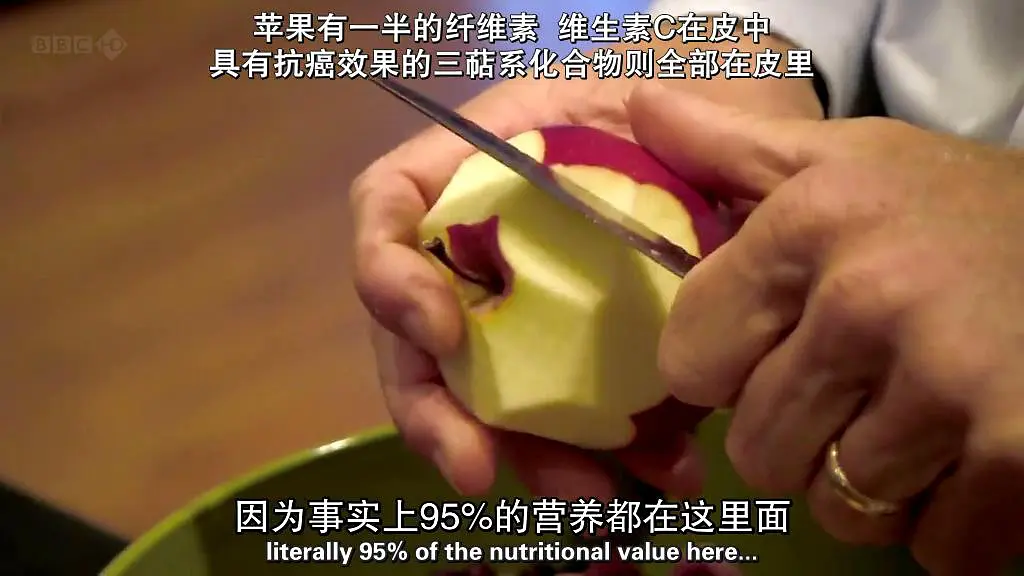 苹果有一半的纤维素 维生素C在皮中
具有抗癌效果的三萜系化合物则全部在皮里
BBC HD
因为事实上95%的营养都在这里面
literally 95% of the nutritional value here...